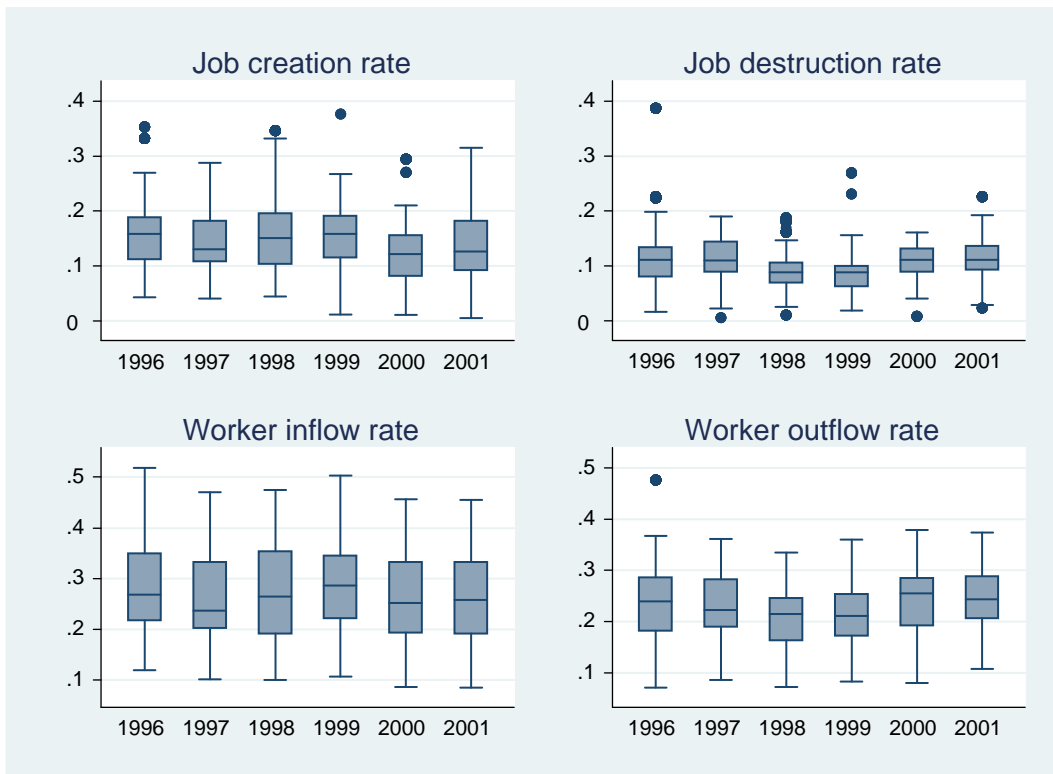 Job creation rate
.4
.3
.2
.1
0
1996 1997 1998 1999 2000 2001
Job destruction rate
.4
.3
.2
.1
0
1996 1997 1998 1999 2000 2001
Worker inflow rate
.5
.4
.3
.2
.1
1996 1997 1998 1999 2000 2001
Worker outflow rate
.5
.4
.3
.2
.1
1996 1997 1998 1999 2000 2001